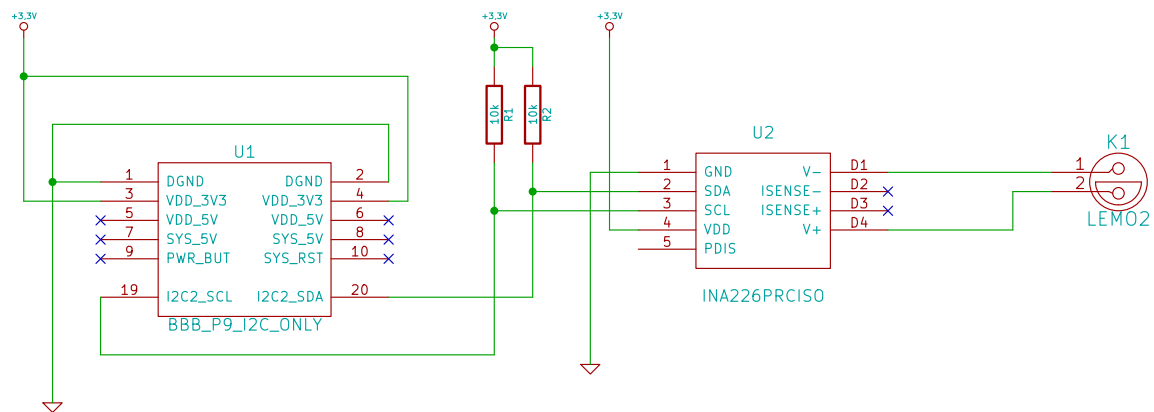 +3,3V
+3,3V
+3,3V
10k
R1
10k
R2
U1
1 DGND DGND 2
3 VDD_3V3 VDD_3V3 4
5 VDD_5V VDD_5V 6
7 SYS_5V SYS_5V 8
9 PWR_BUT SYS_RST 10
19 I2C2_SCL I2C2_SDA 20
BBB_P9_I2C_ONLY
U2
1 GND V- D1
2 SDA ISENSE- D2
3 SCL ISENSE+ D3
4 VDD V+ D4
5 PDIS
INA226PRCISO
K1
1
2
LEMO2